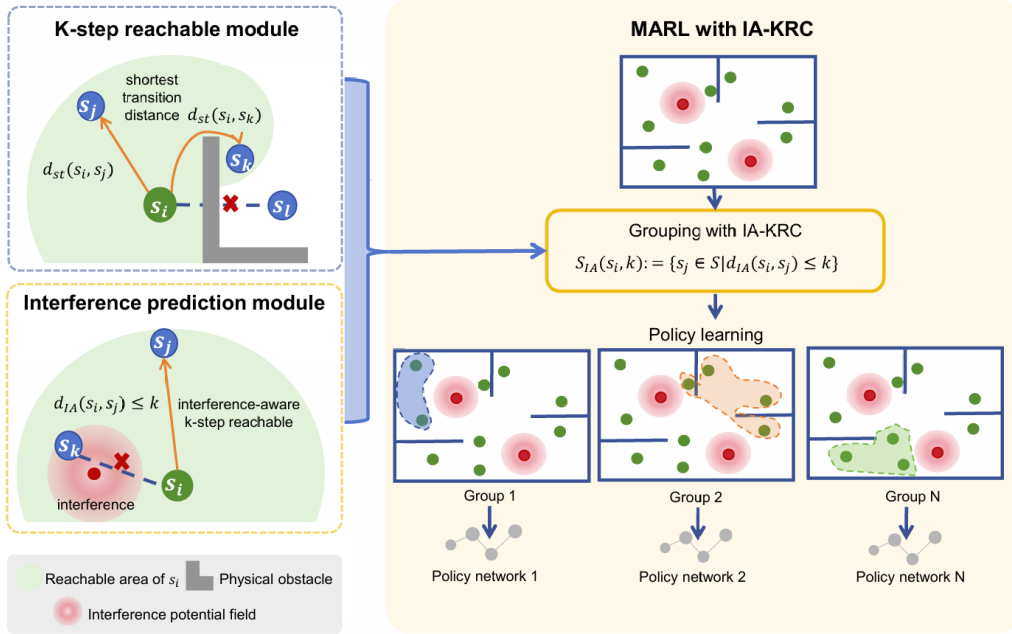 K-step reachable module
shortest
transition
distance
d_st(s_i, s_k)
s_j
s_k
d_st(s_i, s_j)
s_i
s_l
Interference prediction module
s_j
d_IA(s_i, s_j) ≤ k
interference-aware
k-step reachable
s_k
s_i
interference
Reachable area of s_i
Physical obstacle
Interference potential field
MARL with IA-KRC
Grouping with IA-KRC
S_IA(s_i, k): = {s_j ∈ S|d_IA(s_i, s_j) ≤ k}
Policy learning
Group 1
Group 2
Group N
Policy network 1
Policy network 2
Policy network N